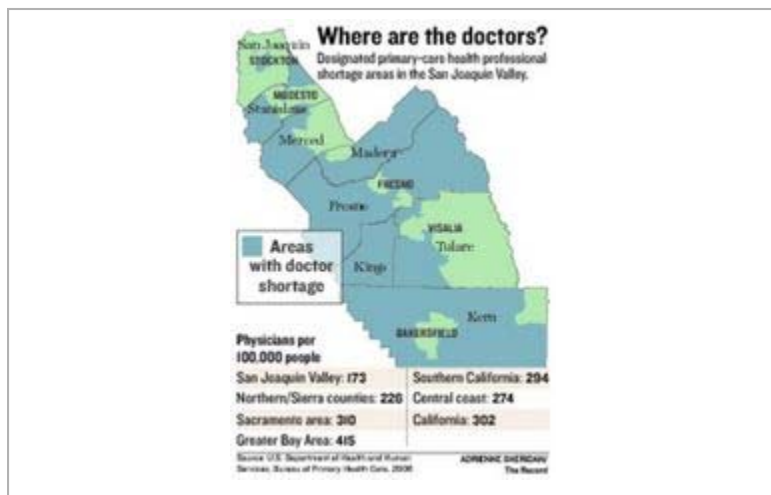 Where are the doctors?
Designated primary-care health professional
shortage areas in the San Joaquin Valley.
San Joaquin
STOCKTON
MODESTO
Stanislaus
Merced
Madera
FRESNO
Fresno
VISALIA
Tulare
Kings
Areas
with doctor
shortage
Kern
BAKERSFIELD
Physicians per
100,000 people
San Joaquin Valley: 173
Southern California: 294
Northern/Sierra counties: 226
Central coast: 274
Sacramento area: 310
California: 302
Greater Bay Area: 415
Source: U.S. Department of Health and Human
Services, Bureau of Primary Health Care, 2006
ADRIENNE SHERIDAN/
The Record